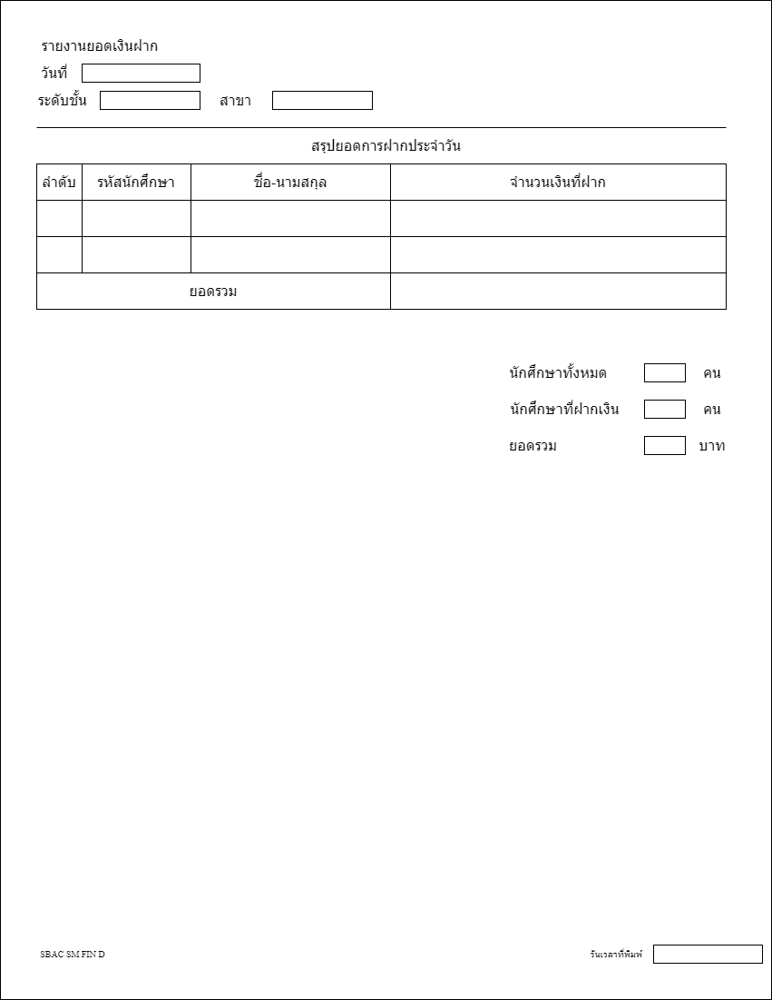 รายงานยอดเงินฝาก
วันที่
ระดับชั้น สาขา
สรุปยอดการฝากประจำวัน
ลำดับ รหัสนักศึกษา ชื่อ-นามสกุล จำนวนเงินที่ฝาก
ยอดรวม
นักศึกษาทั้งหมด คน
นักศึกษาที่ฝากเงิน คน
ยอดรวม บาท
SBAC SM FIN D วันเวลาที่พิมพ์